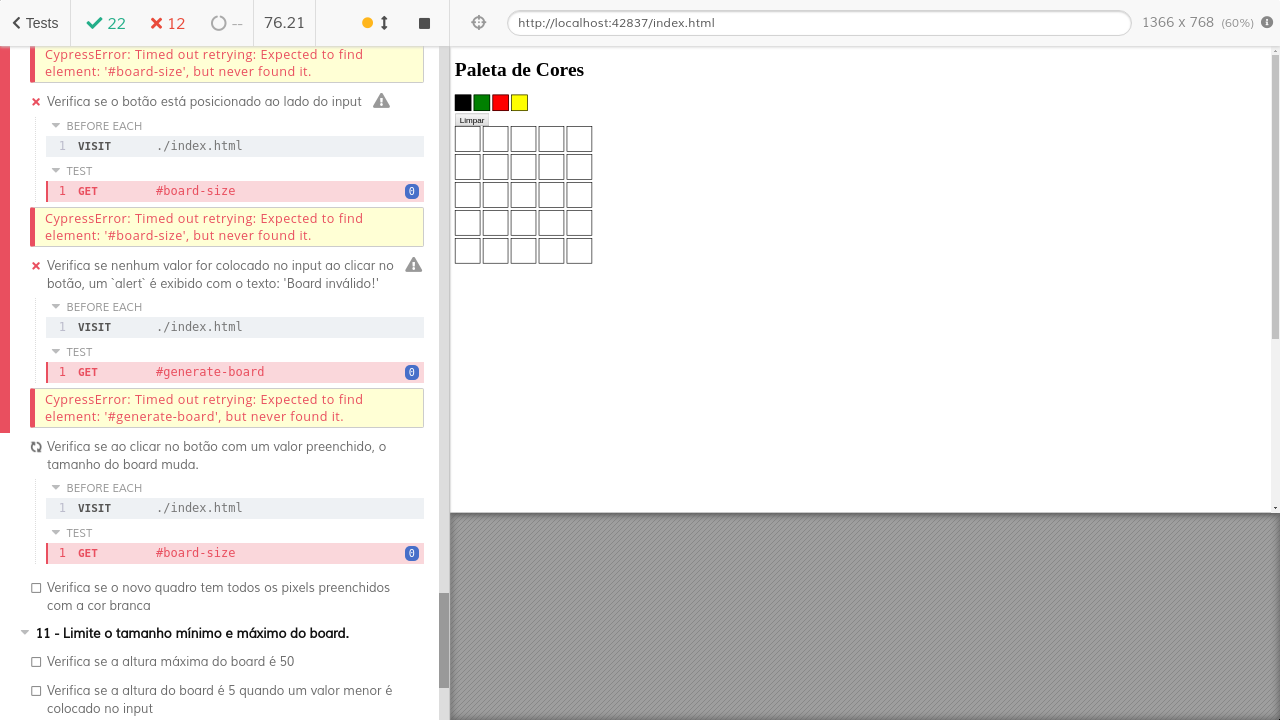 Tests
22
12
--
76.21
http://localhost:42837/index.html
1366 x 768 (60%)
CypressError: Timed out retrying: Expected to find
element: '#board-size', but never found it.
Verifica se o botão está posicionado ao lado do input
BEFORE EACH
1 VISIT ./index.html
TEST
1 GET #board-size 0
CypressError: Timed out retrying: Expected to find
element: '#board-size', but never found it.
Verifica se nenhum valor for colocado no input ao clicar no
botão, um `alert` é exibido com o texto: 'Board inválido!'
BEFORE EACH
1 VISIT ./index.html
TEST
1 GET #generate-board 0
CypressError: Timed out retrying: Expected to find
element: '#generate-board', but never found it.
Verifica se ao clicar no botão com um valor preenchido, o
tamanho do board muda.
BEFORE EACH
1 VISIT ./index.html
TEST
1 GET #board-size 0
Verifica se o novo quadro tem todos os pixels preenchidos
com a cor branca
11 - Limite o tamanho mínimo e máximo do board.
Verifica se a altura máxima do board é 50
Verifica se a altura do board é 5 quando um valor menor é
colocado no input
Paleta de Cores
Limpar